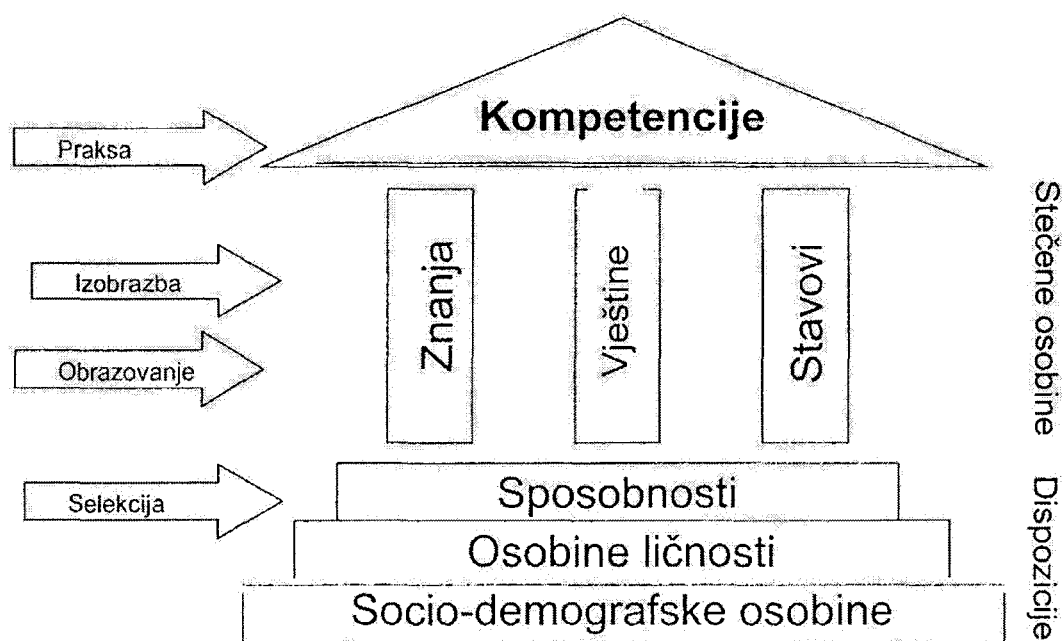 Kompetencije
Praksa
Izobrazba
Obrazovanje
Selekcija
Znanja
Vještine
Stavovi
Sposobnosti
Osobine ličnosti
Socio-demografske osobine
Stečene osobine
Dispozicije